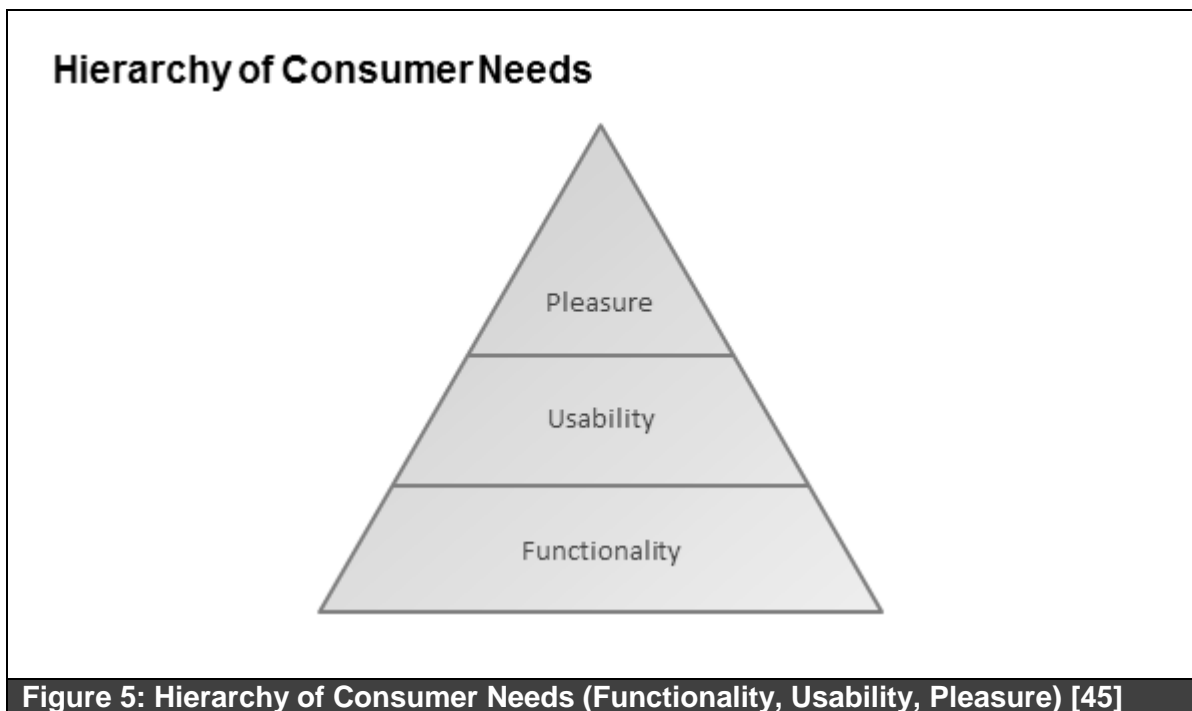 Hierarchy of Consumer Needs
Pleasure
Usability
Functionality
Figure 5: Hierarchy of Consumer Needs (Functionality, Usability, Pleasure) [45]